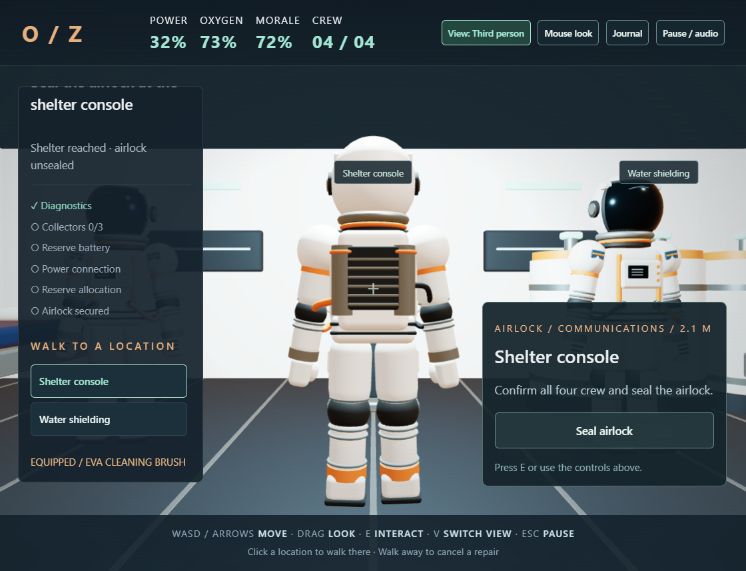 O / Z
POWER OXYGEN MORALE CREW
32% 73% 72% 04 / 04
View: Third person
Mouse look
Journal
Pause / audio
shelter console
Shelter reached · airlock
unsealed
✓ Diagnostics
○ Collectors 0/3
○ Reserve battery
○ Power connection
○ Reserve allocation
○ Airlock secured
WALK TO A LOCATION
Shelter console
Water shielding
EQUIPPED / EVA CLEANING BRUSH
Shelter console
Water shielding
AIRLOCK / COMMUNICATIONS / 2.1 M
Shelter console
Confirm all four crew and seal the airlock.
Seal airlock
Press E or use the controls above.
WASD / ARROWS MOVE · DRAG LOOK · E INTERACT · V SWITCH VIEW · ESC PAUSE
Click a location to walk there · Walk away to cancel a repair